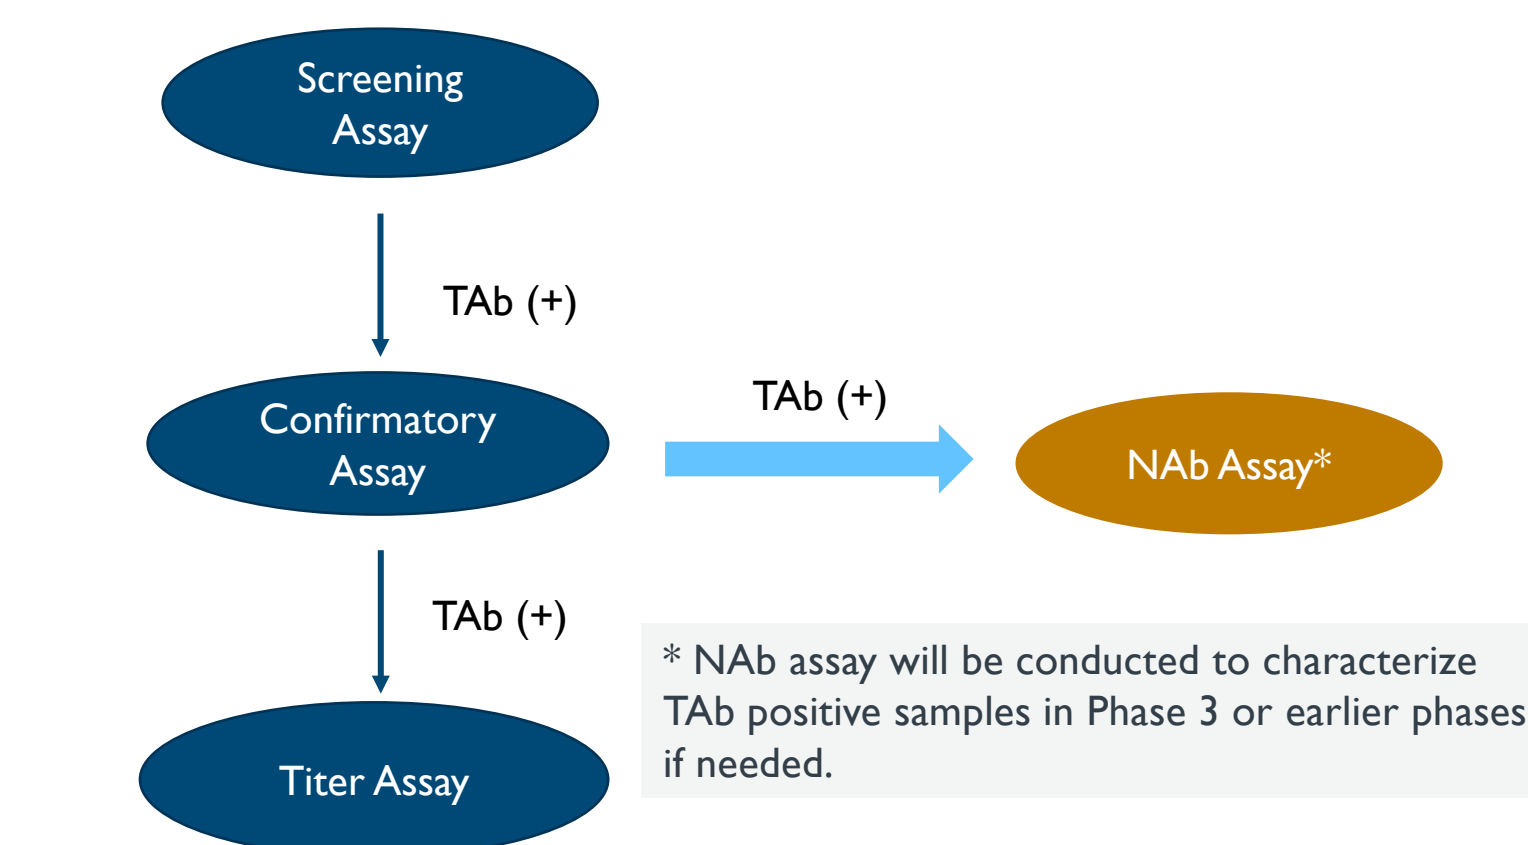 Screening
Assay
TAb (+)
Confirmatory
Assay
TAb (+)
NAb Assay*
TAb (+)
Titer Assay
* NAb assay will be conducted to characterize
TAb positive samples in Phase 3 or earlier phases
if needed.